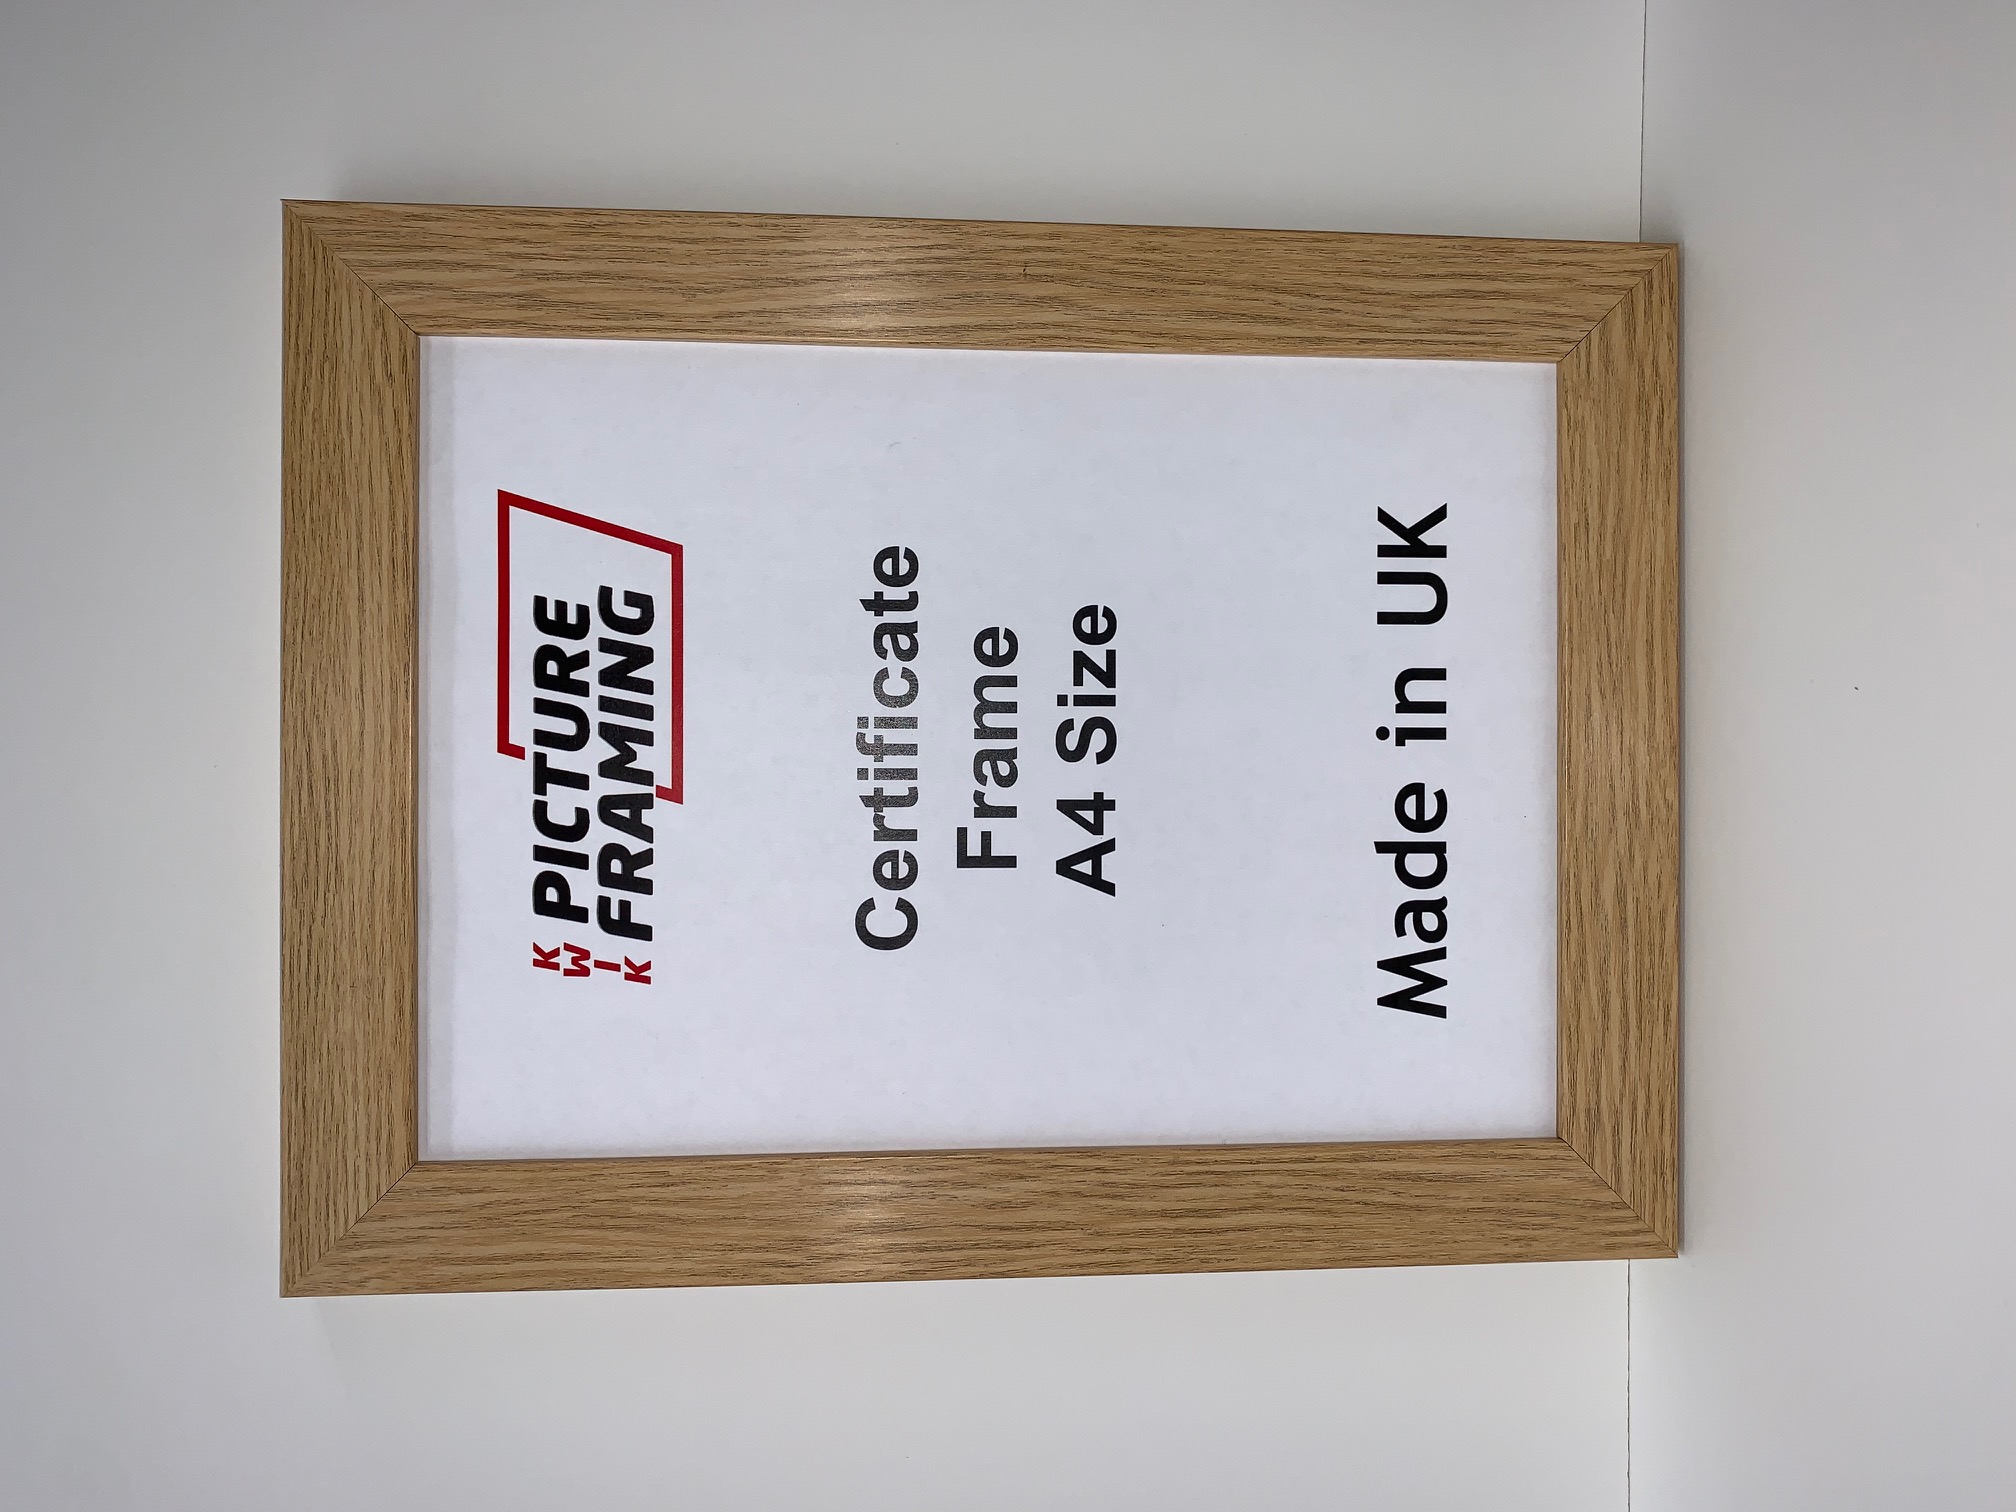 KWIK PICTURE
FRAMING
Certificate
Frame
A4 Size
Made in UK